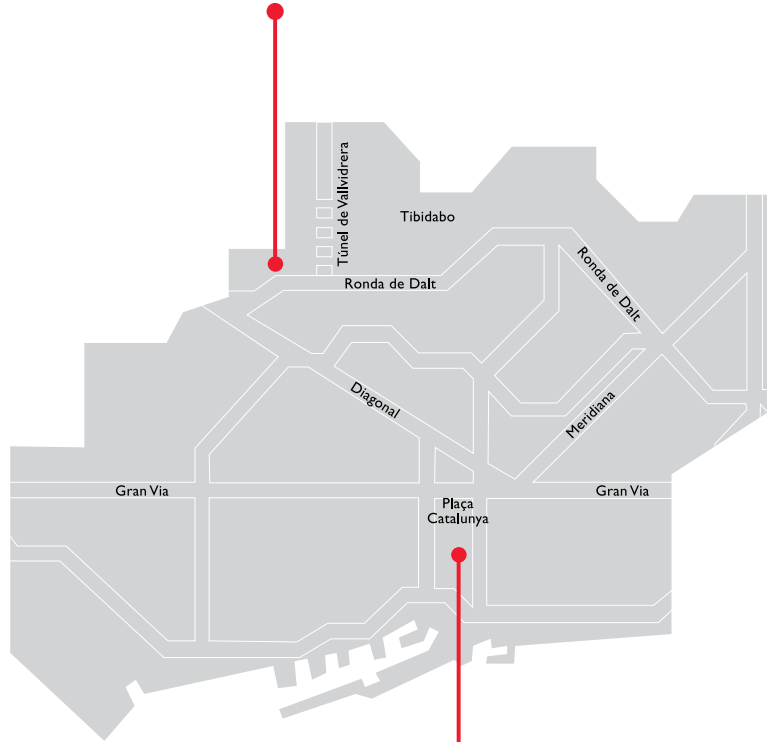 Túnel de Vallvidrera
Tibidabo
Ronda de Dalt
Ronda de Dalt
Diagonal
Meridiana
Gran Via
Gran Via
Plaça
Catalunya